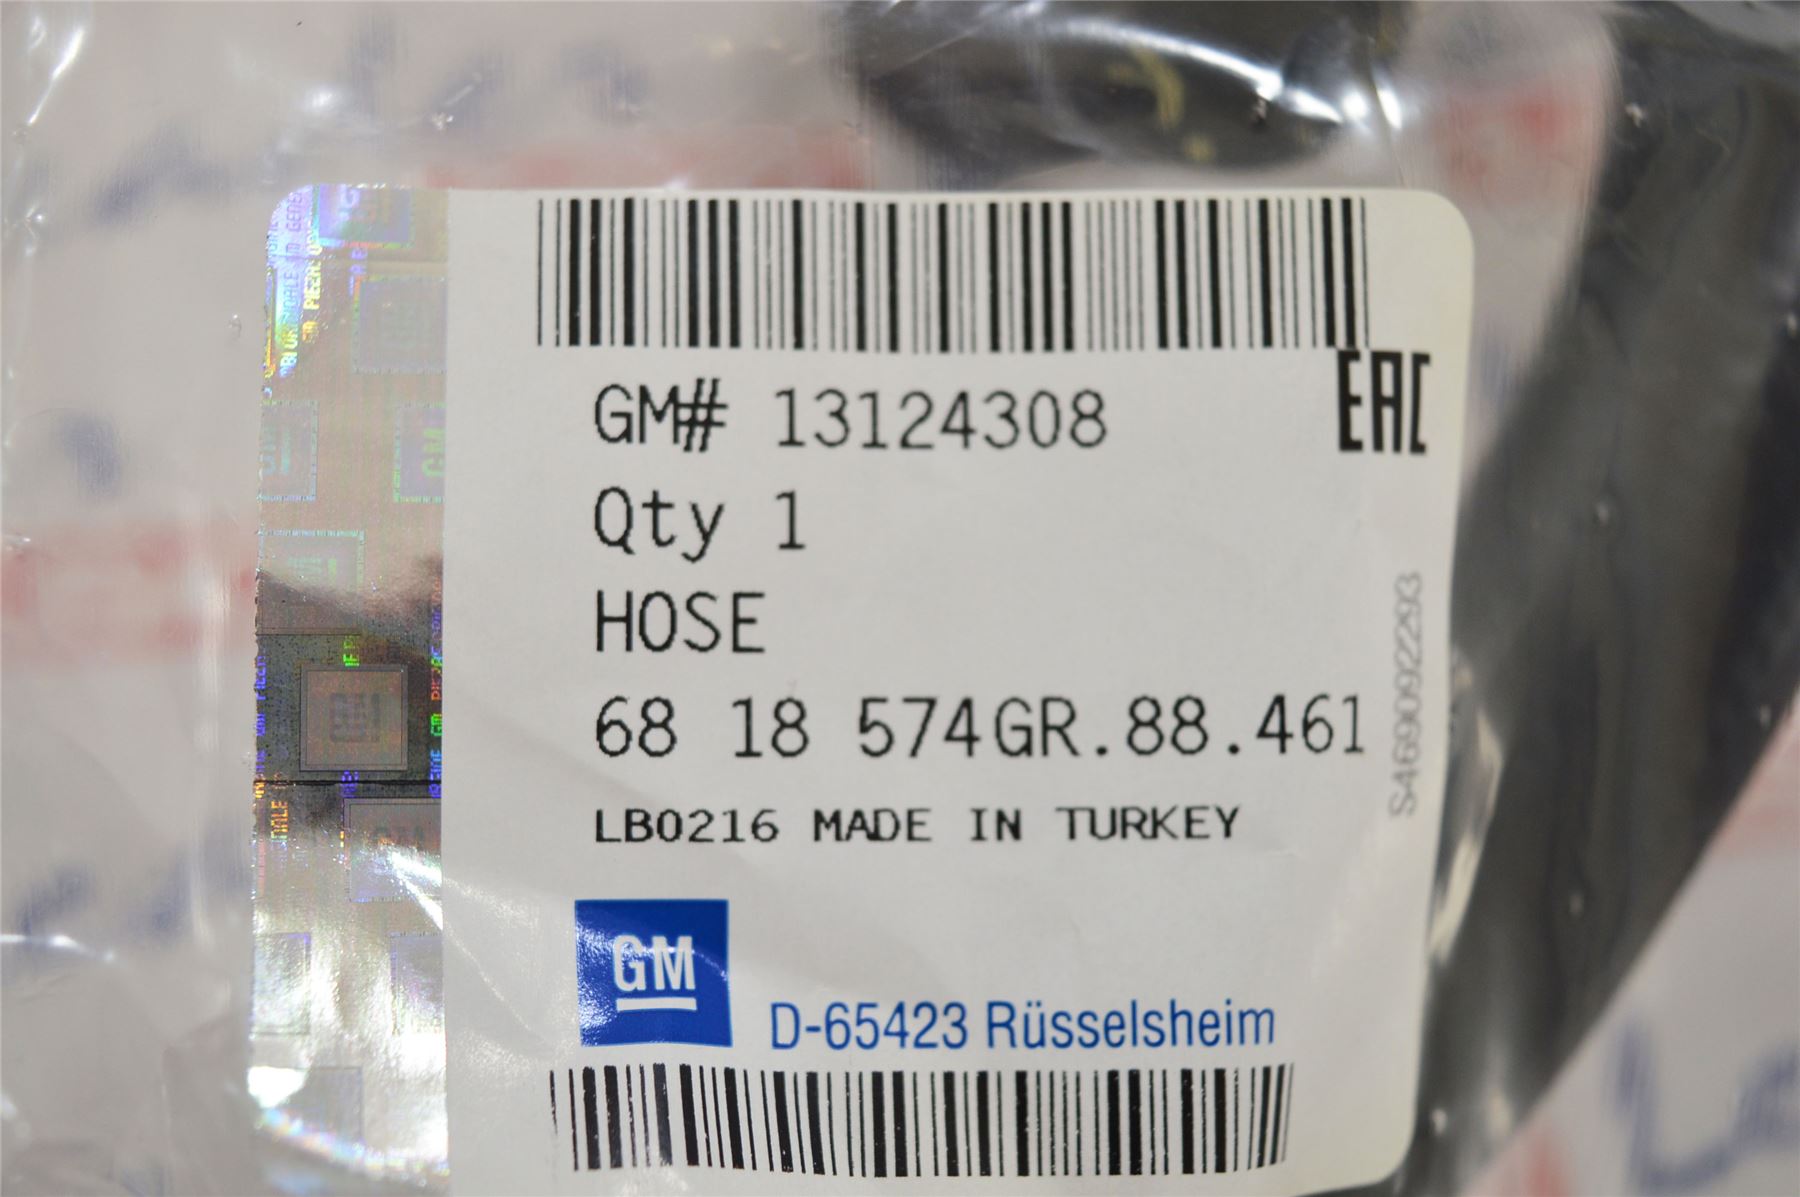 GM# 13124308
EAC
Qty 1
HOSE
68 18 574GR.88.461
LB0216 MADE IN TURKEY
S469092293
GM
D-65423 Rüsselsheim